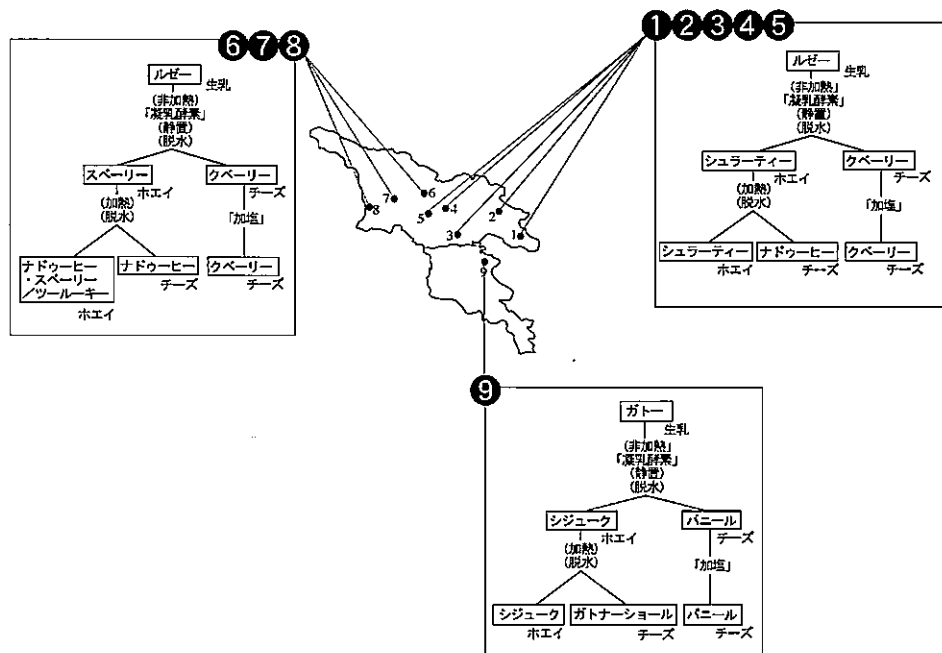 ❻❼❽
ルゼー
生乳
(非加熱)
「凝乳酵素」
(静置)
(脱水)
スペーリー
ホエイ
クベーリー
チーズ
(加熱)
(脱水)
「加塩」
ナドゥーヒー
・スペーリー
/ツールーキー
ホエイ
ナドゥーヒー
チーズ
クベーリー
チーズ
❶❷❸❹❺
ルゼー
生乳
(非加熱)
「凝乳酵素」
(静置)
(脱水)
シュラーティー
ホエイ
クベーリー
チーズ
(加熱)
(脱水)
「加塩」
シュラーティー
ホエイ
ナドゥーヒー
チーズ
クベーリー
チーズ
6
7
8
5
4
2
3
1
9
❾
ガトー
生乳
(非加熱)
「凝乳酵素」
(静置)
(脱水)
シジューク
ホエイ
パニール
チーズ
(加熱)
(脱水)
「加塩」
シジューク
ホエイ
ガトナーショール
チーズ
パニール
チーズ